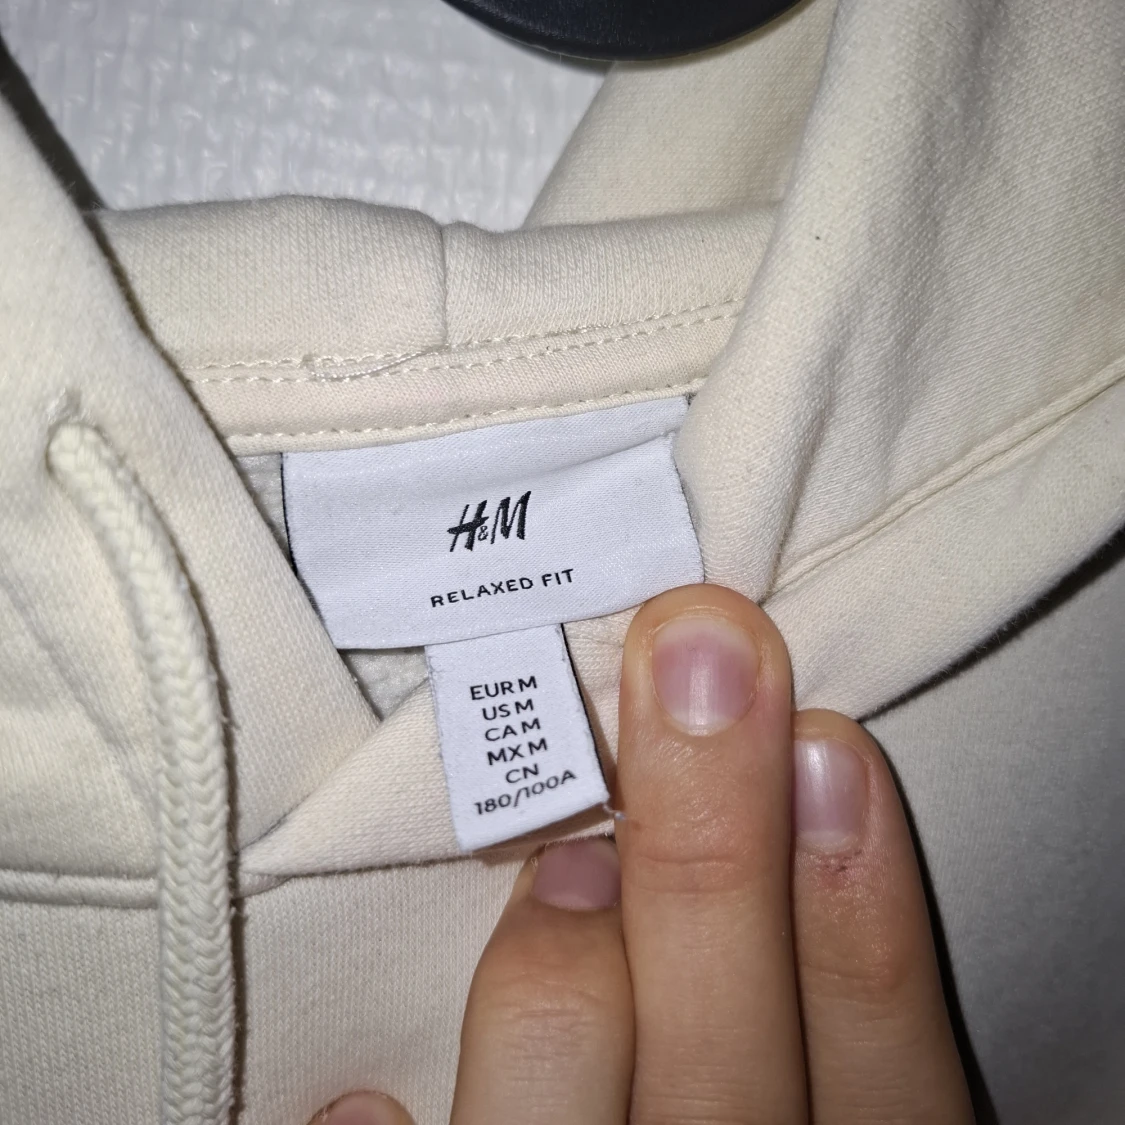 H&M
RELAXED FIT
EUR M
US M
CA M
MX M
CN
180/100A